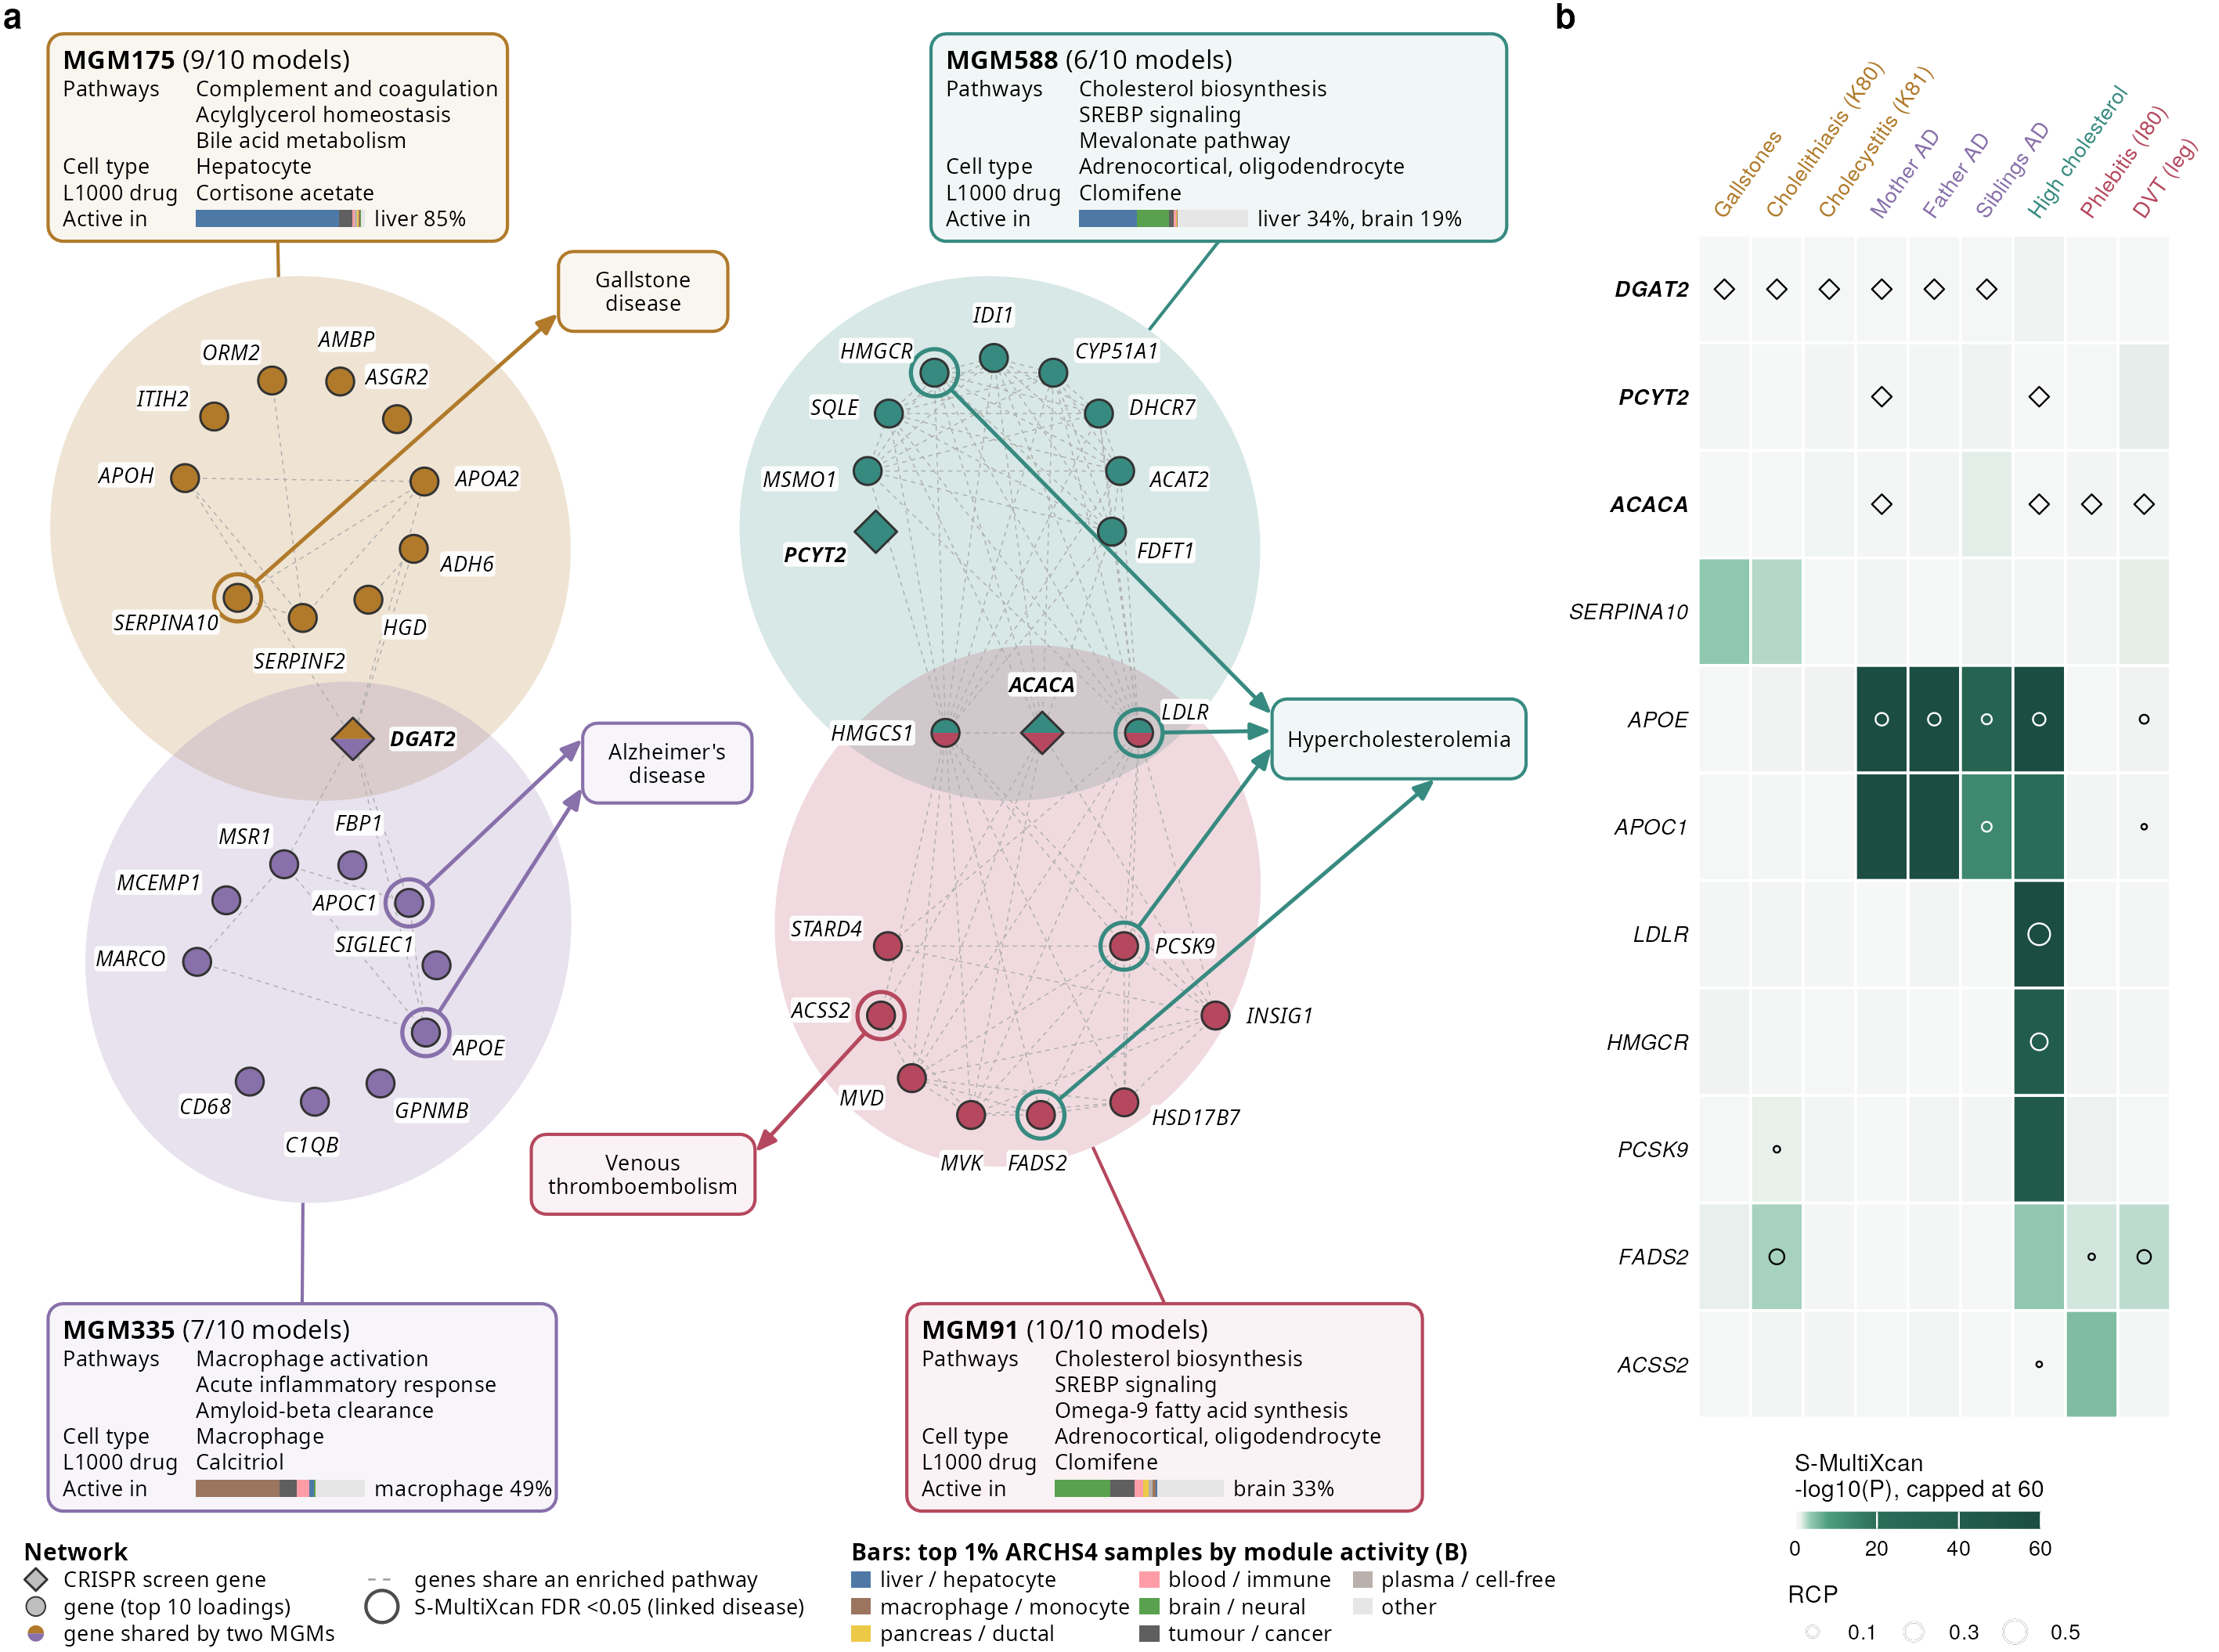 a
MGM175 (9/10 models)
Pathways Complement and coagulation
Acylglycerol homeostasis
Bile acid metabolism
Cell type Hepatocyte
L1000 drug Cortisone acetate
Active in liver 85%
MGM588 (6/10 models)
Pathways Cholesterol biosynthesis
SREBP signaling
Mevalonate pathway
Cell type Adrenocortical, oligodendrocyte
L1000 drug Clomifene
Active in liver 34%, brain 19%
Gallstone
disease
AMBP
ORM2
ASGR2
ITIH2
APOH
APOA2
ADH6
SERPINA10
HGD
SERPINF2
DGAT2
Alzheimer's
disease
FBP1
MSR1
MCEMP1
APOC1
SIGLEC1
MARCO
APOE
CD68
GPNMB
C1QB
IDI1
HMGCR
CYP51A1
SQLE
DHCR7
MSMO1
ACAT2
PCYT2
FDFT1
ACACA
LDLR
HMGCS1
Hypercholesterolemia
STARD4
PCSK9
ACSS2
INSIG1
MVD
HSD17B7
MVK
FADS2
Venous
thromboembolism
MGM335 (7/10 models)
Pathways Macrophage activation
Acute inflammatory response
Amyloid-beta clearance
Cell type Macrophage
L1000 drug Calcitriol
Active in macrophage 49%
MGM91 (10/10 models)
Pathways Cholesterol biosynthesis
SREBP signaling
Omega-9 fatty acid synthesis
Cell type Adrenocortical, oligodendrocyte
L1000 drug Clomifene
Active in brain 33%
Network
CRISPR screen gene
gene (top 10 loadings)
gene shared by two MGMs
genes share an enriched pathway
S-MultiXcan FDR <0.05 (linked disease)
Bars: top 1% ARCHS4 samples by module activity (B)
liver / hepatocyte
macrophage / monocyte
pancreas / ductal
blood / immune
brain / neural
tumour / cancer
plasma / cell-free
other
b
Gallstones
Cholelithiasis (K80)
Cholecystitis (K81)
Mother AD
Father AD
Siblings AD
High cholesterol
Phlebitis (I80)
DVT (leg)
DGAT2
PCYT2
ACACA
SERPINA10
APOE
APOC1
LDLR
HMGCR
PCSK9
FADS2
ACSS2
S-MultiXcan
-log10(P), capped at 60
0 20 40 60
RCP
0.1 0.3 0.5